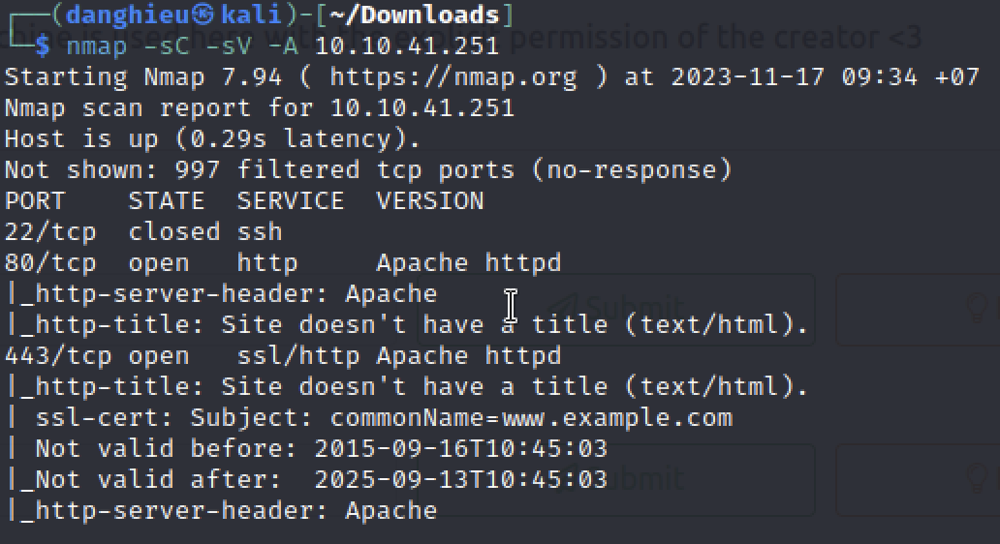 ┌──(danghieu㉿kali)-[~/Downloads]
chine is used here with the explicit permission of the creator <3
└─$ nmap -sC -sV -A 10.10.41.251
Starting Nmap 7.94 ( https://nmap.org ) at 2023-11-17 09:34 +07
Nmap scan report for 10.10.41.251
Host is up (0.29s latency).
Not shown: 997 filtered tcp ports (no-response)
PORT    STATE  SERVICE  VERSION
22/tcp  closed ssh
80/tcp  open   http     Apache httpd
|_http-server-header: Apache
Submit
|_http-title: Site doesn't have a title (text/html).
443/tcp open   ssl/http Apache httpd
|_http-title: Site doesn't have a title (text/html).
| ssl-cert: Subject: commonName=www.example.com
| Not valid before: 2015-09-16T10:45:03
|_Not valid after:  2025-09-13T10:45:03
Submit
|_http-server-header: Apache